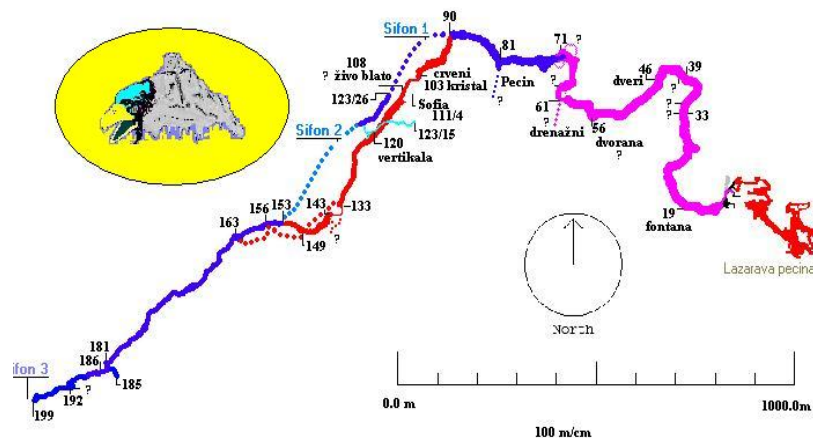 Sifon 1
90
81
71
?
108
? živo blato
crveni
103 kristal
Pecin
?
46
dveri
39
?
123/26
Sofia
111/4
61
?
drenažni
56
dvorana
?
?
?
33
Sifon 2
120
123/15
vertikala
163
156
153
143
133
149
?
19
fontana
Lazarava pecina
North
181
186
185
Sifon 3
192
?
199
0.0 m
1000.0m
100 m/cm